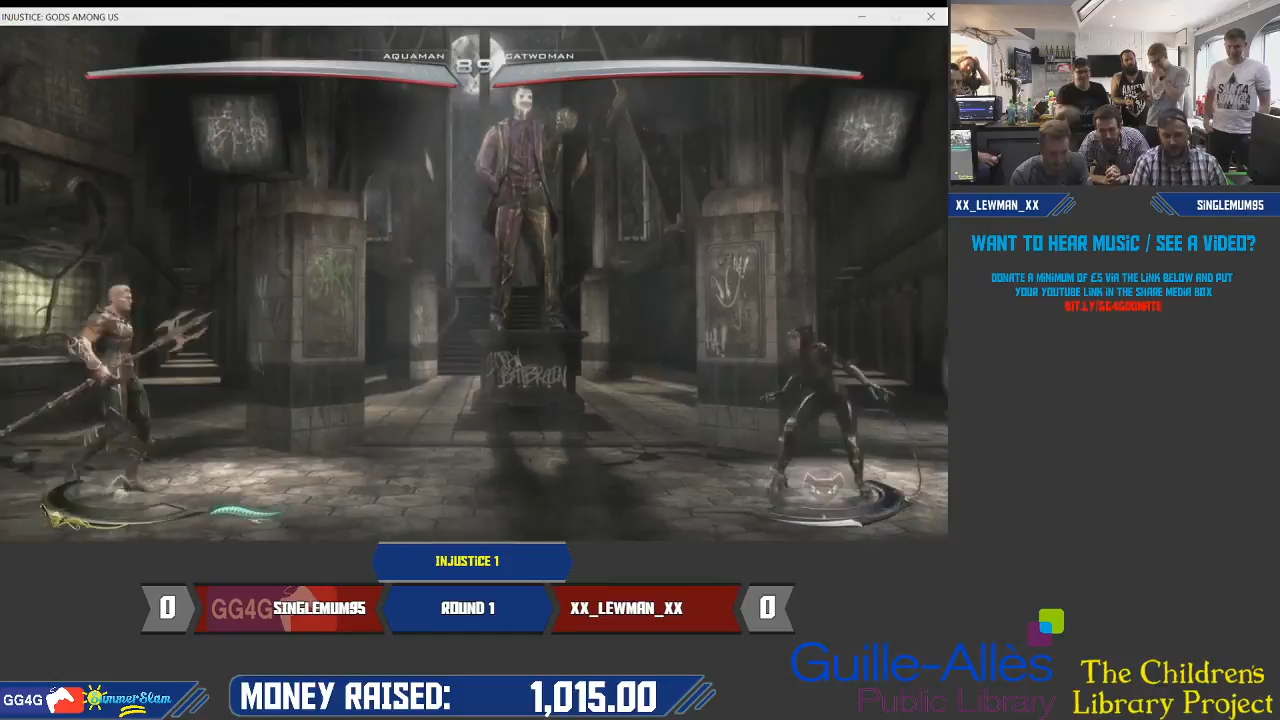 INJUSTICE: GODS AMONG US
AQUAMAN
89
CATWOMAN
XX_LEWMAN_XX
SINGLEMUM95
WANT TO HEAR MUSIC / SEE A VIDEO?
DONATE A MINIMUM OF £5 VIA THE LINK BELOW AND PUT
YOUR YOUTUBE LINK IN THE SHARE MEDIA BOX
BIT.LY/GG4GDONATE
INJUSTICE 1
0
GG4G
SINGLEMUM95
ROUND 1
XX_LEWMAN_XX
0
GG4G
SummerSlam
MONEY RAISED:
1,015.00
Guille-Allès
Public Library
The Children's
Library Project